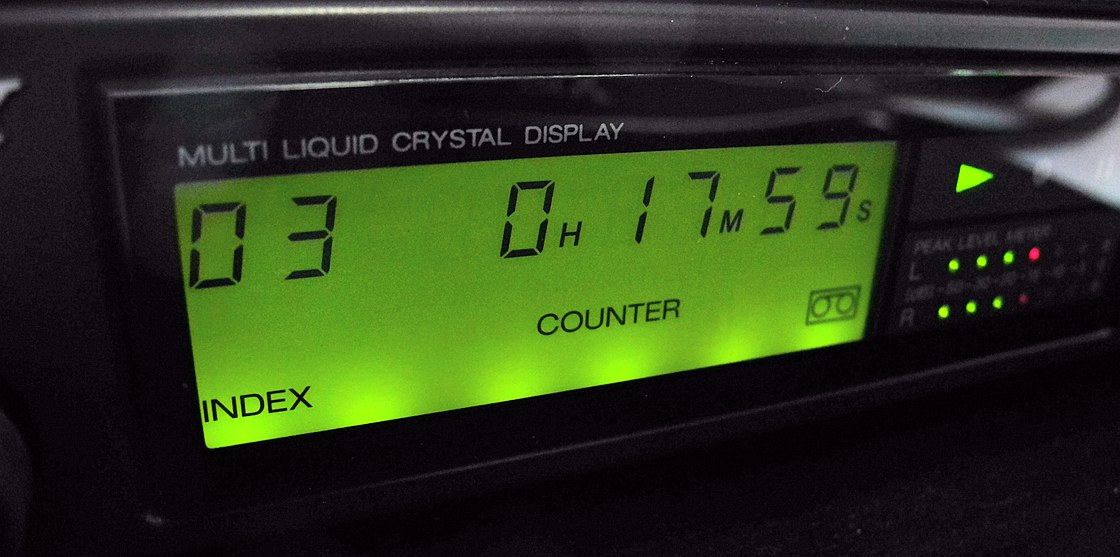 MULTI LIQUID CRYSTAL DISPLAY
03 0H 17M 59S
COUNTER
INDEX
PEAK LEVEL METER
L
R